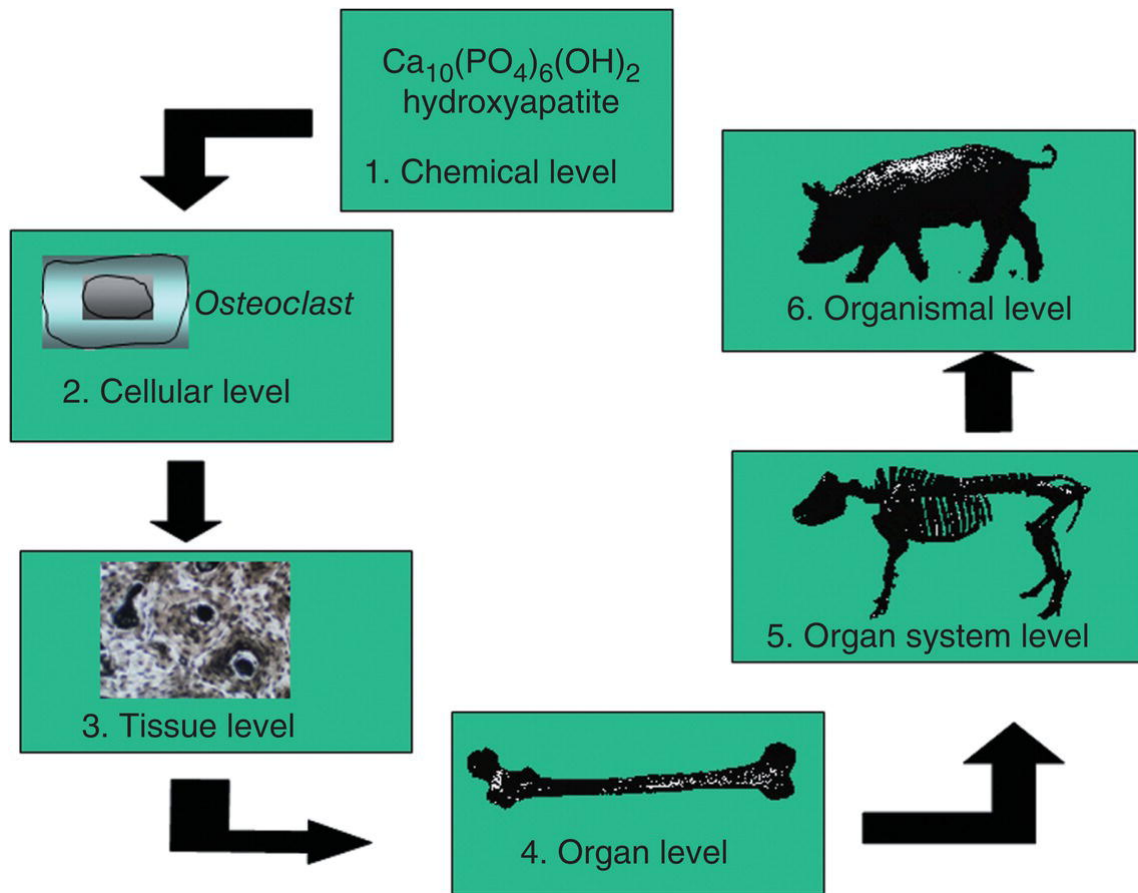 Ca₁₀(PO₄)₆(OH)₂
hydroxyapatite
1. Chemical level
Osteoclast
2. Cellular level
3. Tissue level
4. Organ level
5. Organ system level
6. Organismal level